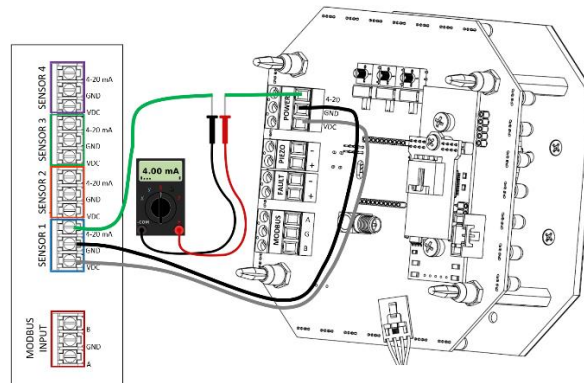 SENSOR 4
4-20 mA
GND
VDC
SENSOR 3
4-20 mA
GND
VDC
SENSOR 2
4-20 mA
GND
VDC
SENSOR 1
4-20 mA
GND
VDC
MODBUS
INPUT
B
GND
A
4.00 mA
COM
POWER
4-20
GND
VDC
PIEZO
-
+
FAULT
-
+
MODBUS
A
G
B